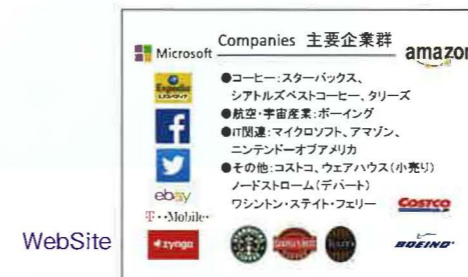 Companies 主要企業群
Microsoft
amazon
Expedia
●コーヒー:スターバックス、
シアトルズベストコーヒー、タリーズ
●航空・宇宙産業:ボーイング
●IT関連:マイクロソフト、アマゾン、
ニンテンドーオブアメリカ
●その他:コストコ、ウェアハウス(小売り)
ノードストローム(デパート)
ワシントン・ステイト・フェリー
ebay
T··Mobile·
zynga
COSTCO
BOEING
WebSite